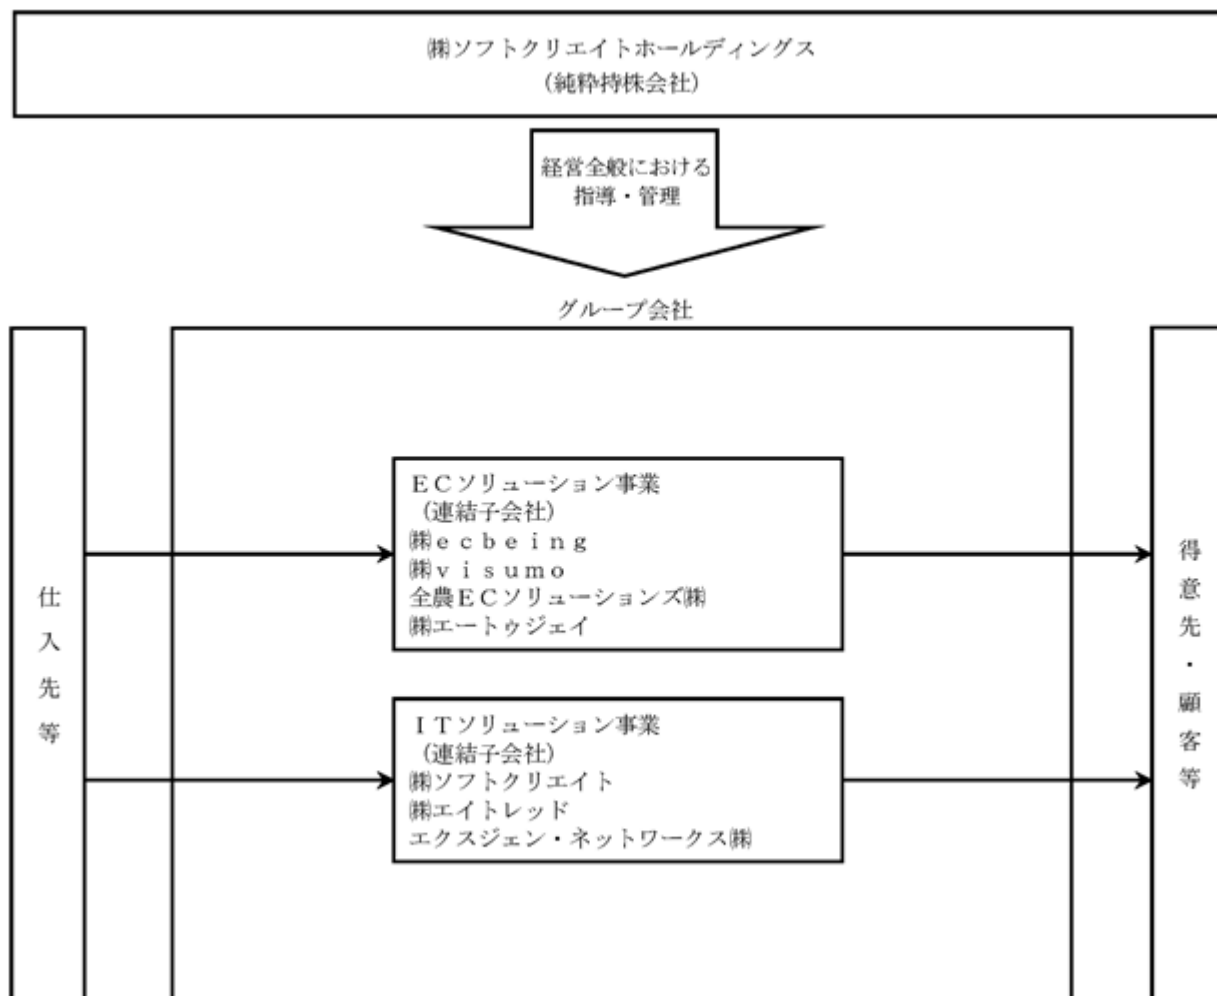 ㈱ソフトクリエイトホールディングス
(純粋持株会社)
経営全般における
指導・管理
グループ会社
仕入先等
ECソリューション事業
(連結子会社)
㈱ecbeing
㈱visumo
全農ECソリューションズ㈱
㈱エートゥジェイ
ITソリューション事業
(連結子会社)
㈱ソフトクリエイト
㈱エイトレッド
エクスジェン・ネットワークス㈱
得意先・顧客等